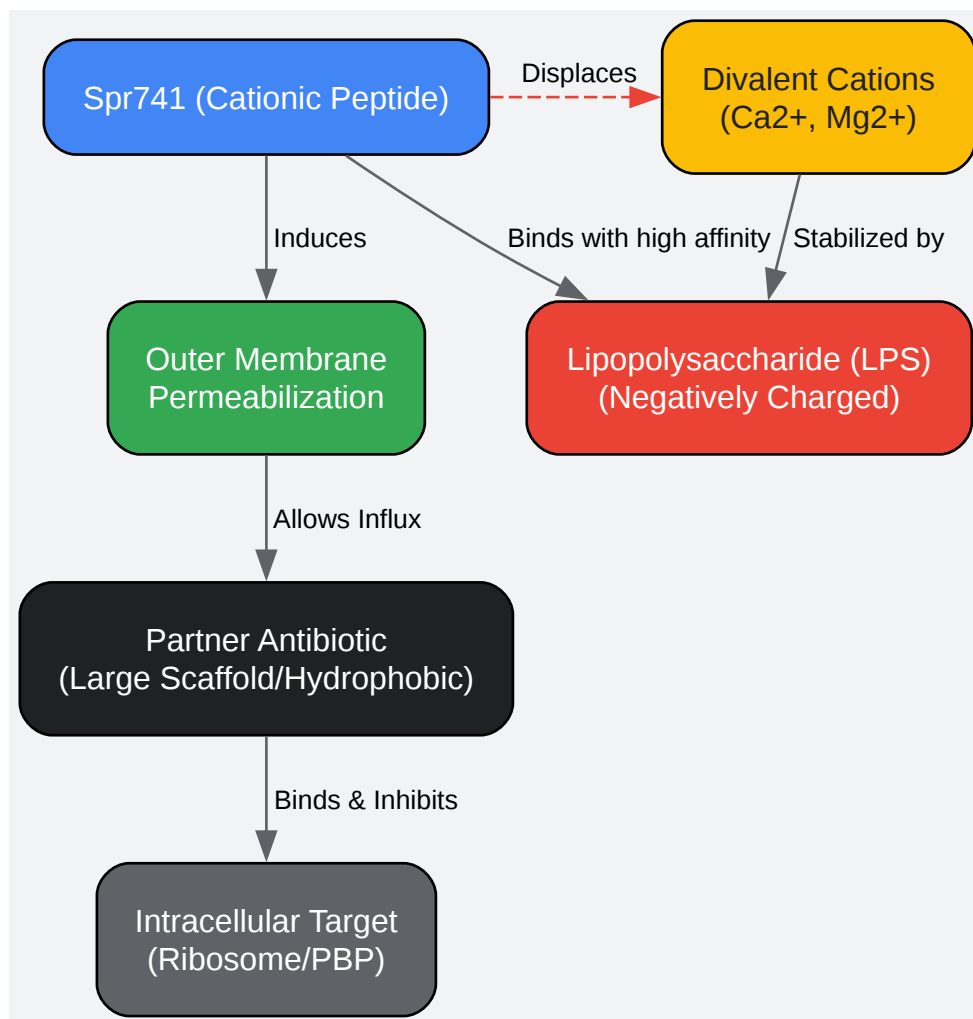 Spr741 (Cationic Peptide)
Displaces
Divalent Cations
(Ca2+, Mg2+)
Induces
Binds with high affinity
Stabilized by
Outer Membrane
Permeabilization
Lipopolysaccharide (LPS)
(Negatively Charged)
Allows Influx
Partner Antibiotic
(Large Scaffold/Hydrophobic)
Binds & Inhibits
Intracellular Target
(Ribosome/PBP)